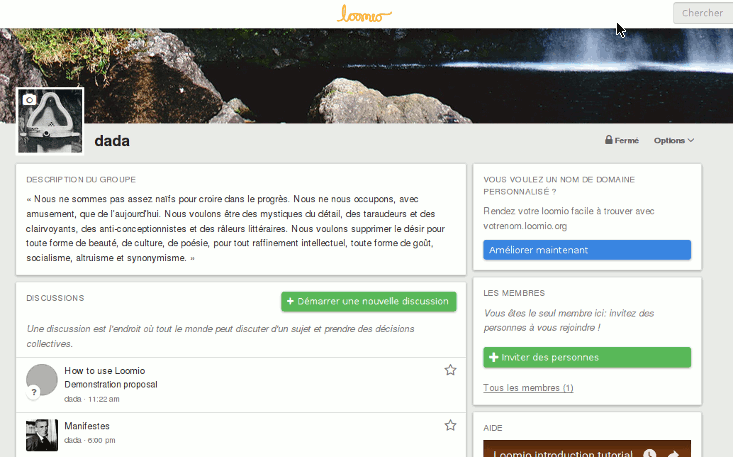 loomio
Chercher
dada
Fermé
Options
DESCRIPTION DU GROUPE
« Nous ne sommes pas assez naïfs pour croire dans le progrès. Nous ne nous occupons, avec
amusement, que de l'aujourd'hui. Nous voulons être des mystiques du détail, des taraudeurs et des
clairvoyants, des anti-conceptionnistes et des râleurs littéraires. Nous voulons supprimer le désir pour
toute forme de beauté, de culture, de poésie, pour tout raffinement intellectuel, toute forme de goût,
socialisme, altruisme et synonymisme. »
DISCUSSIONS
+ Démarrer une nouvelle discussion
Une discussion est l'endroit où tout le monde peut discuter d'un sujet et prendre des décisions
collectives.
?
How to use Loomio
Demonstration proposal
dada · 11:22 am
Manifestes
dada · 6:00 pm
VOUS VOULEZ UN NOM DE DOMAINE
PERSONNALISÉ ?
Rendez votre loomio facile à trouver avec
votrenom.loomio.org
Améliorer maintenant
LES MEMBRES
Vous êtes le seul membre ici: invitez des
personnes à vous rejoindre !
+ Inviter des personnes
Tous les membres (1)
AIDE
Loomio introduction tutorial